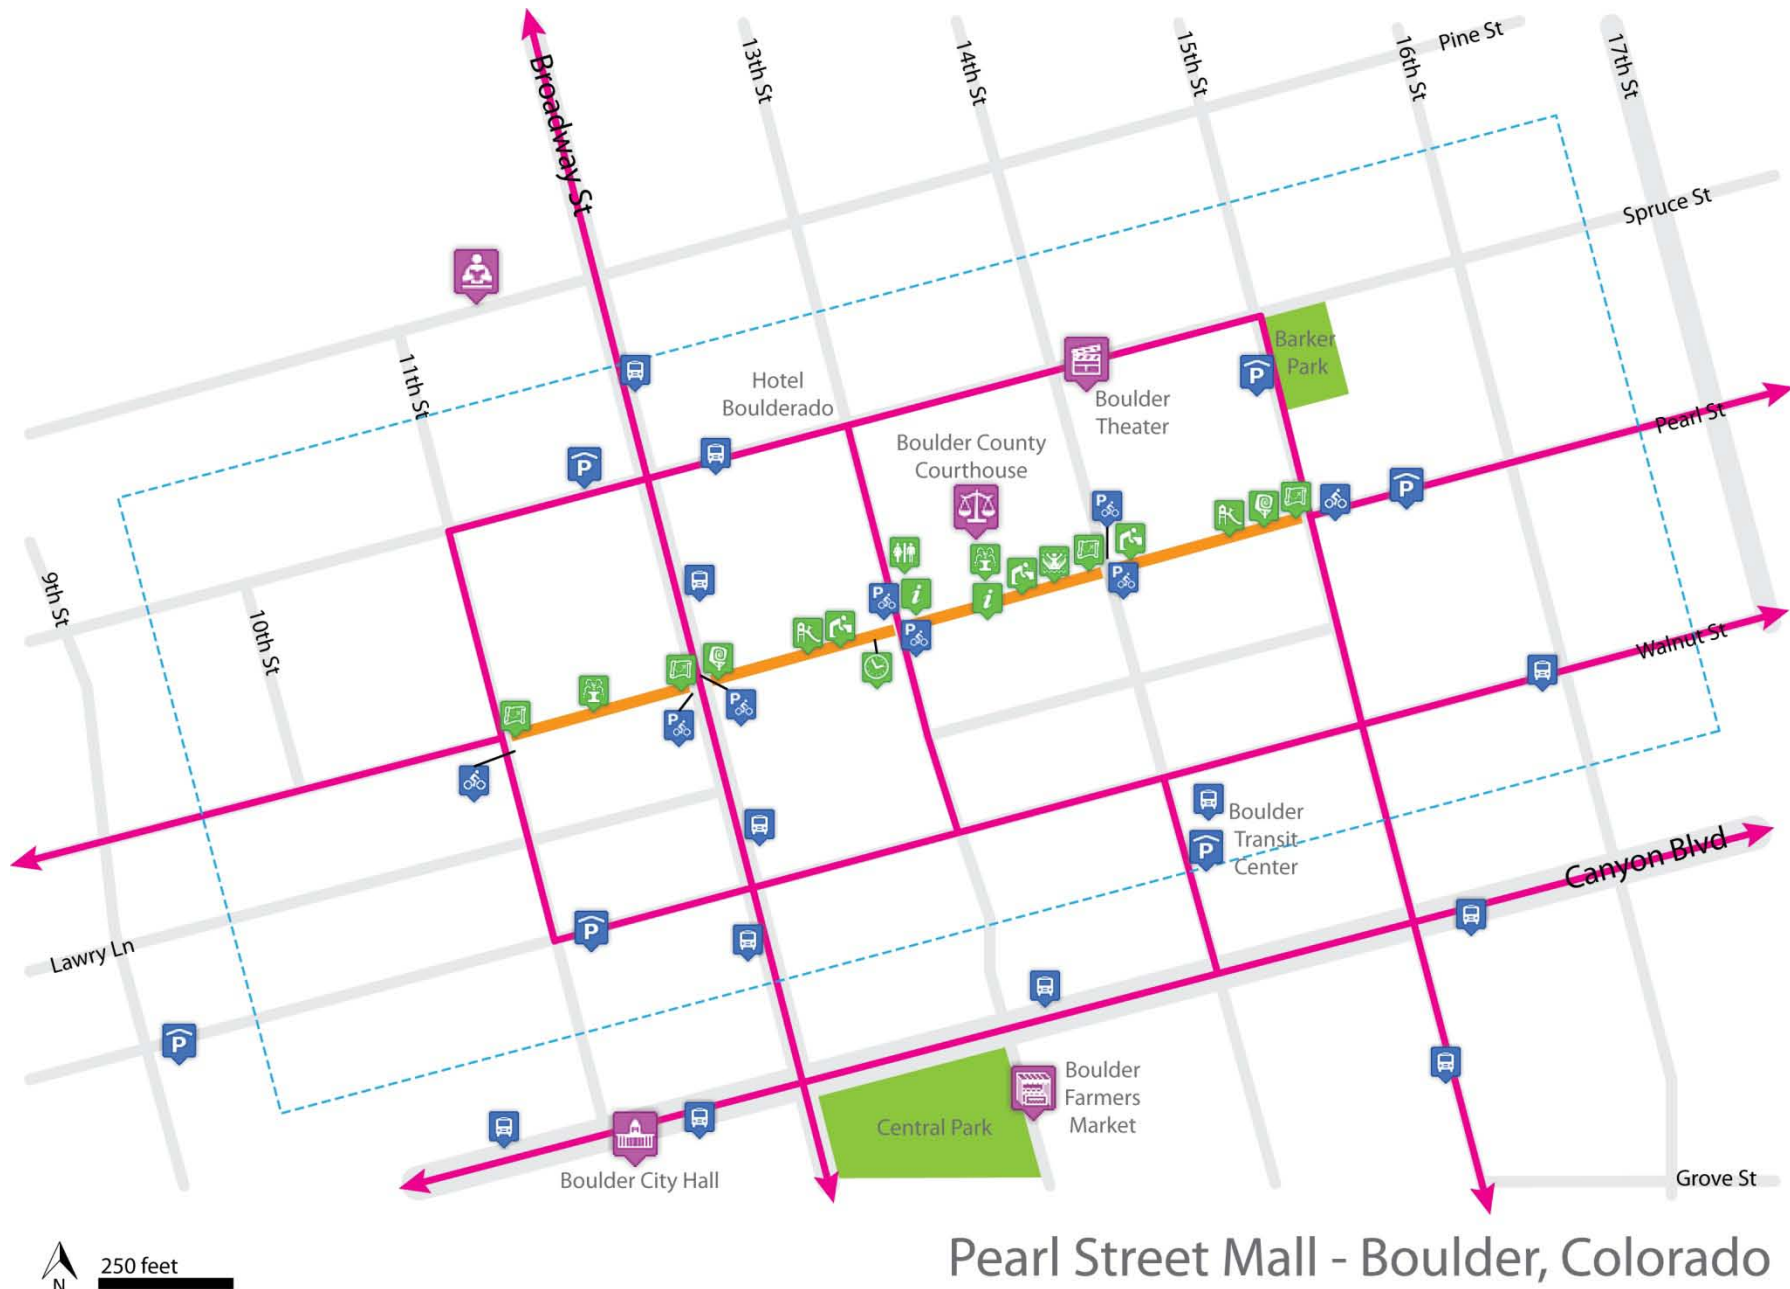 Pine St
13th St
14th St
15th St
16th St
17th St
Broadway St
Spruce St
11th St
Hotel
Boulderado
Barker
Park
P
Boulder
Theater
Pearl St
Boulder County
Courthouse
P
P
P
9th St
10th St
P
i
i
P
P
Walnut St
P
P
Boulder
Transit
Center
P
Canyon Blvd
P
Lawry Ln
P
Boulder
Farmers
Market
Central Park
Boulder City Hall
Grove St
N
250 feet
Pearl Street Mall - Boulder, Colorado